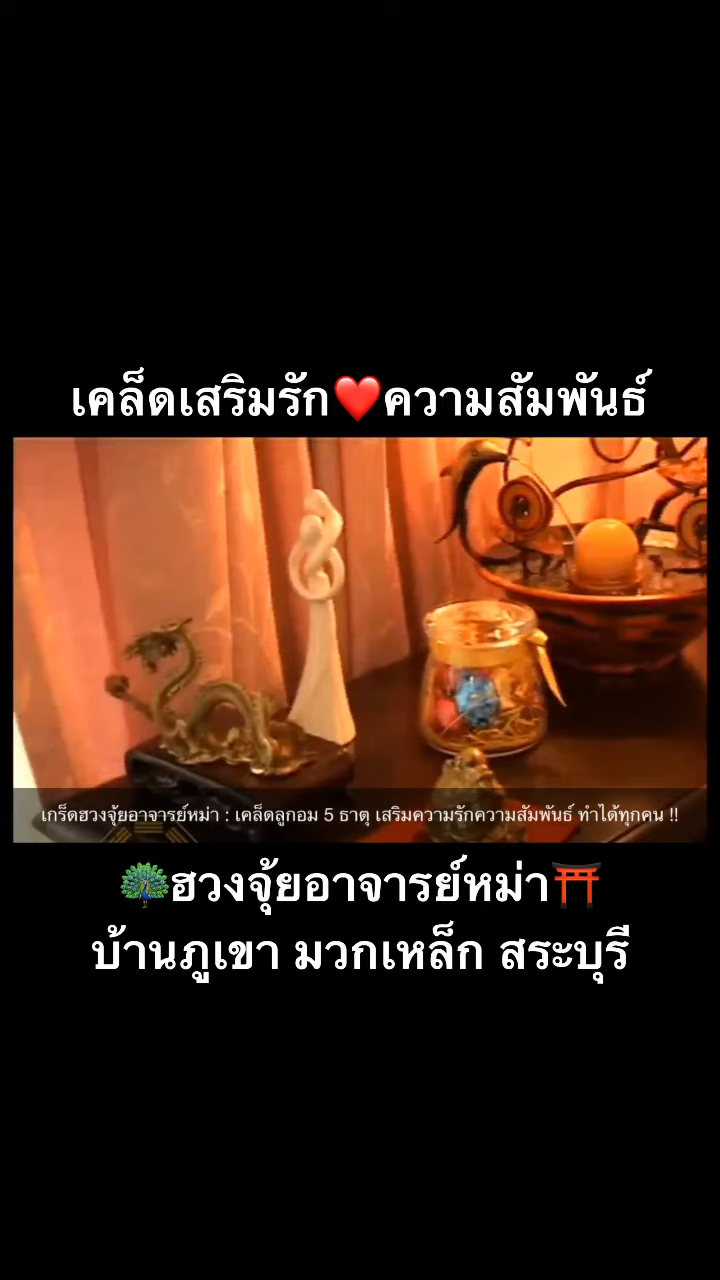 เคล็ดเสริมรัก❤️ความสัมพันธ์
เกร็ดฮวงจุ้ยอาจารย์หม่า : เคล็ดลูกอม 5 ธาตุ เสริมความรักความสัมพันธ์ ทำได้ทุกคน !!
🦚ฮวงจุ้ยอาจารย์หม่า⛩️
บ้านภูเขา มวกเหล็ก สระบุรี